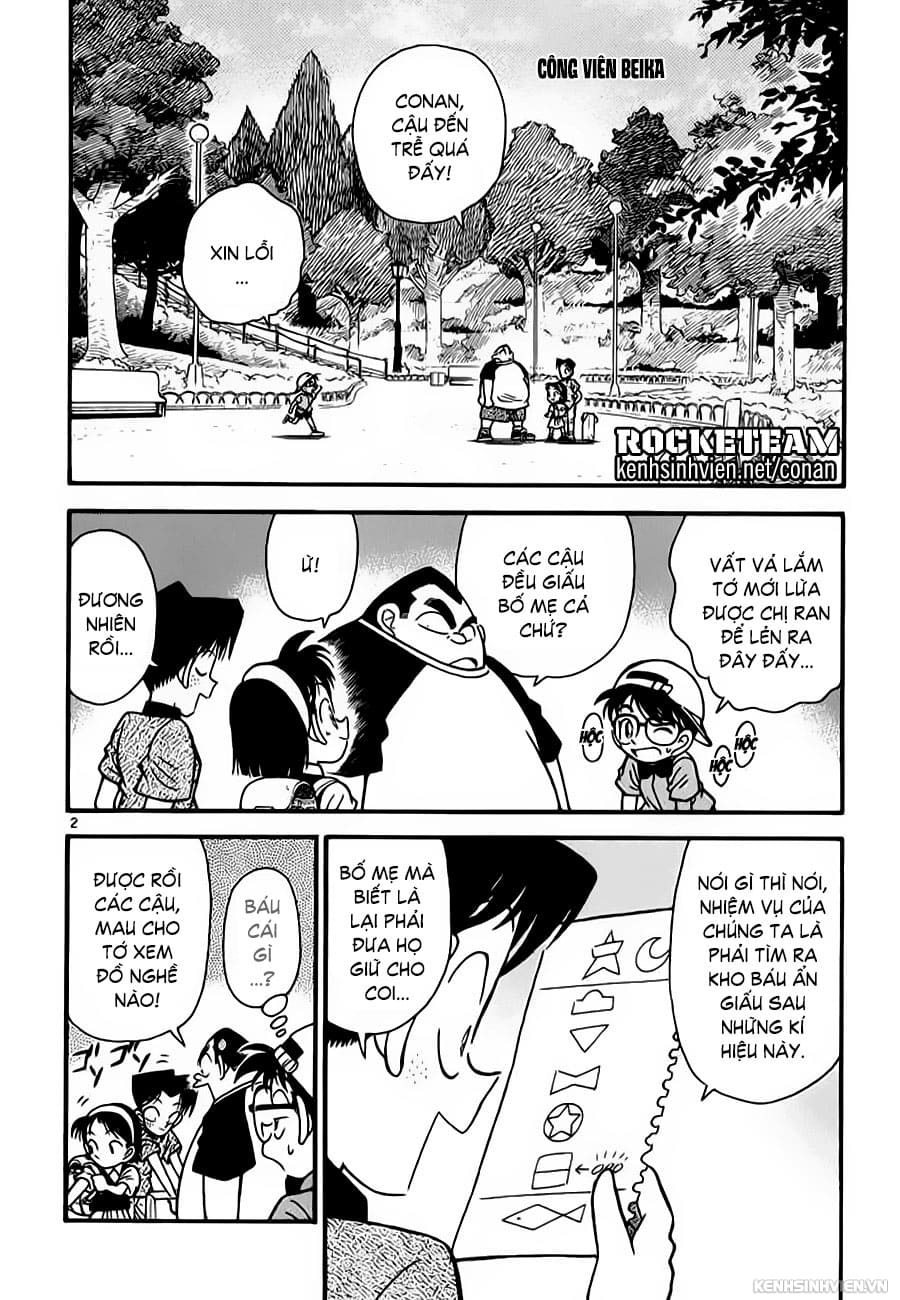 CÔNG VIÊN BEIKA
CONAN,
CẬU ĐẾN
TRỄ QUÁ
ĐẤY!
XIN LỖI
...
ROCKETEAM
kenhsinhvien.net/conan
VẤT VẢ LẮM
TỚ MỚI LỪA
ĐƯỢC CHỊ RAN
ĐỂ LẺN RA
ĐÂY ĐẤY...
CÁC CẬU
ĐỀU GIẤU
BỐ MẸ CẢ
CHỨ?
Ừ!
ĐƯƠNG
NHIÊN
RỒI...
HỘC
HỘC
HỘC
2
NÓI GÌ THÌ NÓI,
NHIỆM VỤ CỦA
CHÚNG TA LÀ
PHẢI TÌM RA
KHO BÁU ẨN
GIẤU SAU
NHỮNG KÍ
HIỆU NÀY.
BỐ MẸ MÀ
BIẾT LÀ
LẠI PHẢI
ĐƯA HỌ
GIỮ CHO
COI...
BÁU
CÁI
GÌ
...?
ĐƯỢC RỒI
CÁC CẬU,
MAU CHO
TỚ XEM
ĐỒ NGHỀ
NÀO!
KENHSINHVIEN.VN